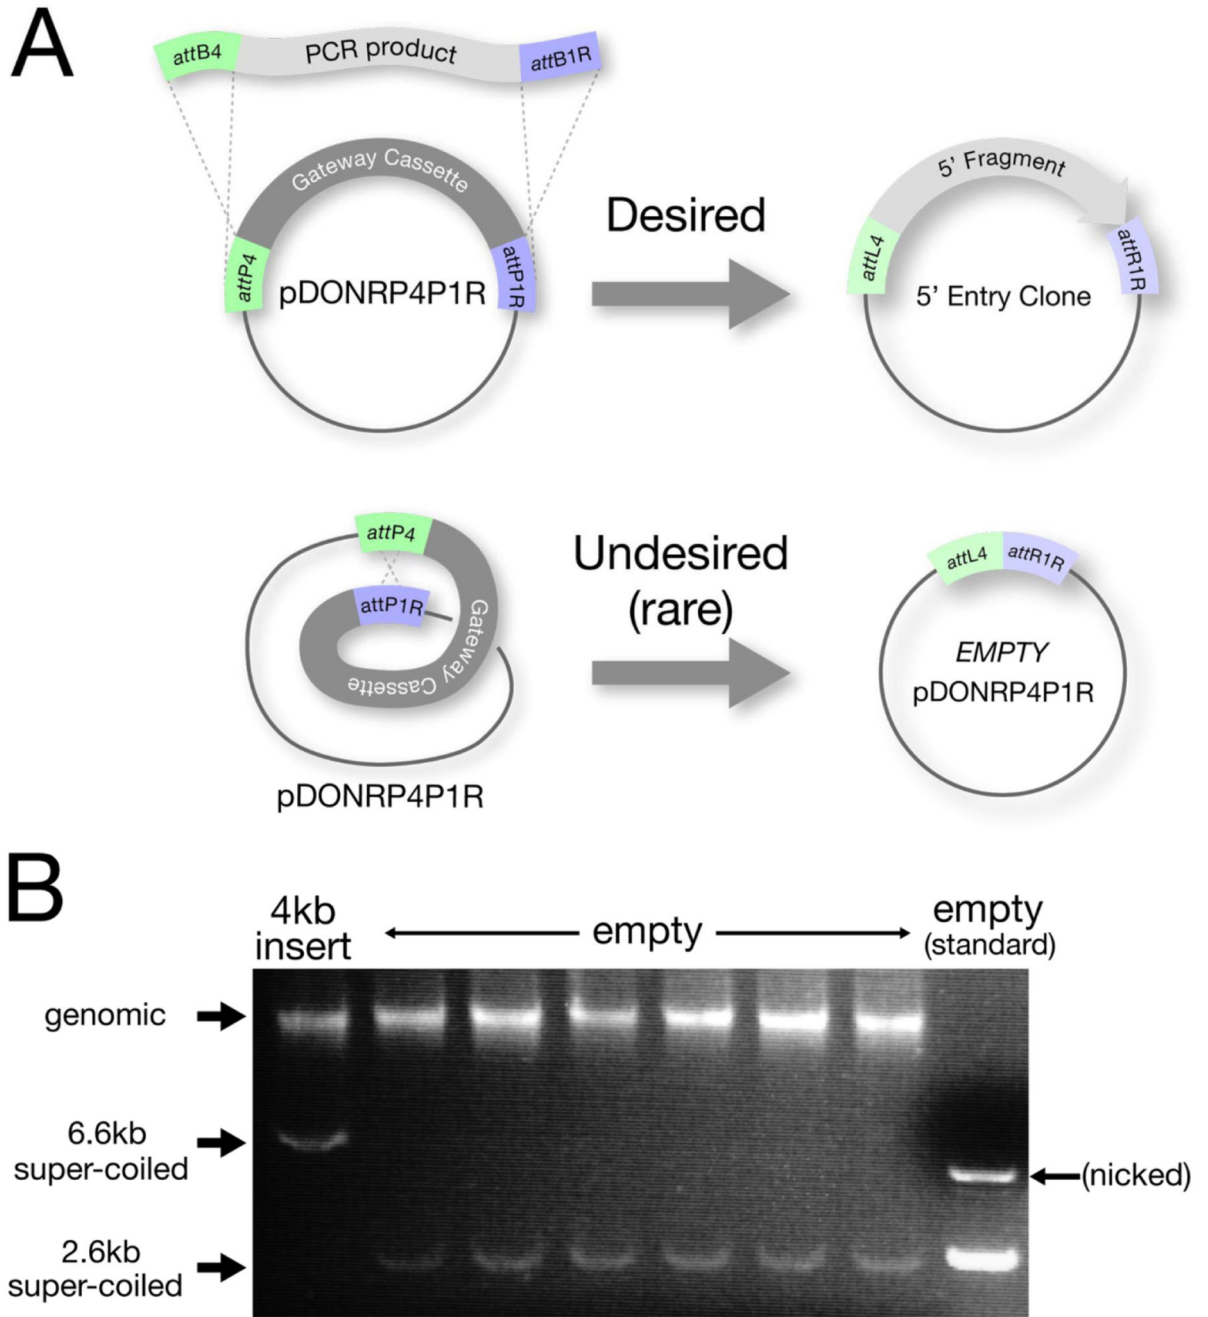 A
attB4
PCR product
attB1R
Gateway Cassette
attP4
attP1R
pDONRP4P1R
Desired
5' Fragment
attL4
attR1R
5' Entry Clone
attP4
attP1R
Gateway Cassette
pDONRP4P1R
Undesired
(rare)
attL4
attR1R
EMPTY
pDONRP4P1R
B
4kb
insert
empty
empty
(standard)
genomic
6.6kb
super-coiled
(nicked)
2.6kb
super-coiled